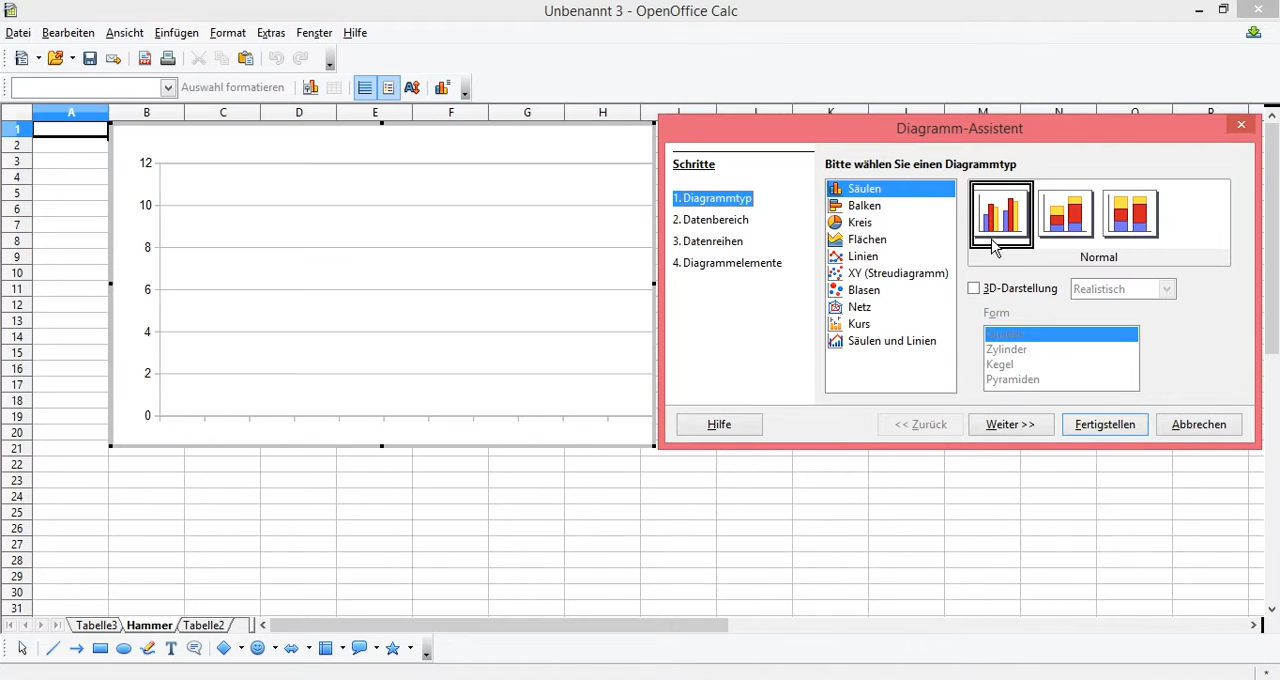 Unbenannt 3 - OpenOffice Calc
Datei Bearbeiten Ansicht Einfügen Format Extras Fenster Hilfe
Auswahl formatieren
A B C D E F G H I J K L M N O P
1
2
3
4
5
6
7
8
9
10
11
12
13
14
15
16
17
18
19
20
21
22
23
24
25
26
27
28
29
30
31
12
10
8
6
4
2
0
Diagramm-Assistent
Schritte
1. Diagrammtyp
2. Datenbereich
3. Datenreihen
4. Diagrammelemente
Bitte wählen Sie einen Diagrammtyp
Säulen
Balken
Kreis
Flächen
Linien
XY (Streudiagramm)
Blasen
Netz
Kurs
Säulen und Linien
Normal
3D-Darstellung Realistisch
Form
Zylinder
Kegel
Pyramiden
Hilfe << Zurück Weiter >> Fertigstellen Abbrechen
Tabelle3 Hammer Tabelle2